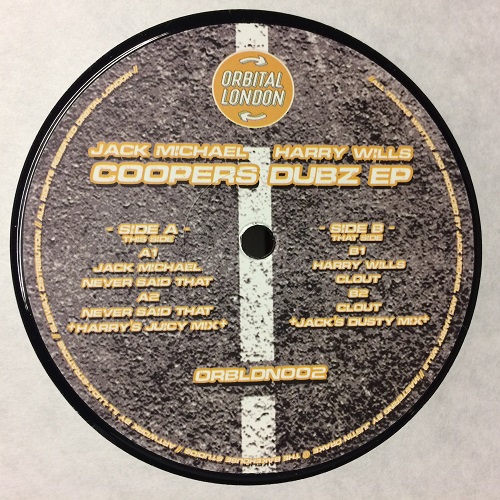 ORBITAL
LONDON
JACK MICHAEL HARRY WILLS
COOPERS DUBZ EP
- SIDE A -
THIS SIDE
A1
JACK MICHAEL
NEVER SAID THAT
A2
NEVER SAID THAT
+HARRY'S JUICY MIX+
- SIDE B -
THAT SIDE
B1
HARRY WILLS
CLOUT
B2
CLOUT
+JACK'S DUSTY MIX+
ORBLDN002